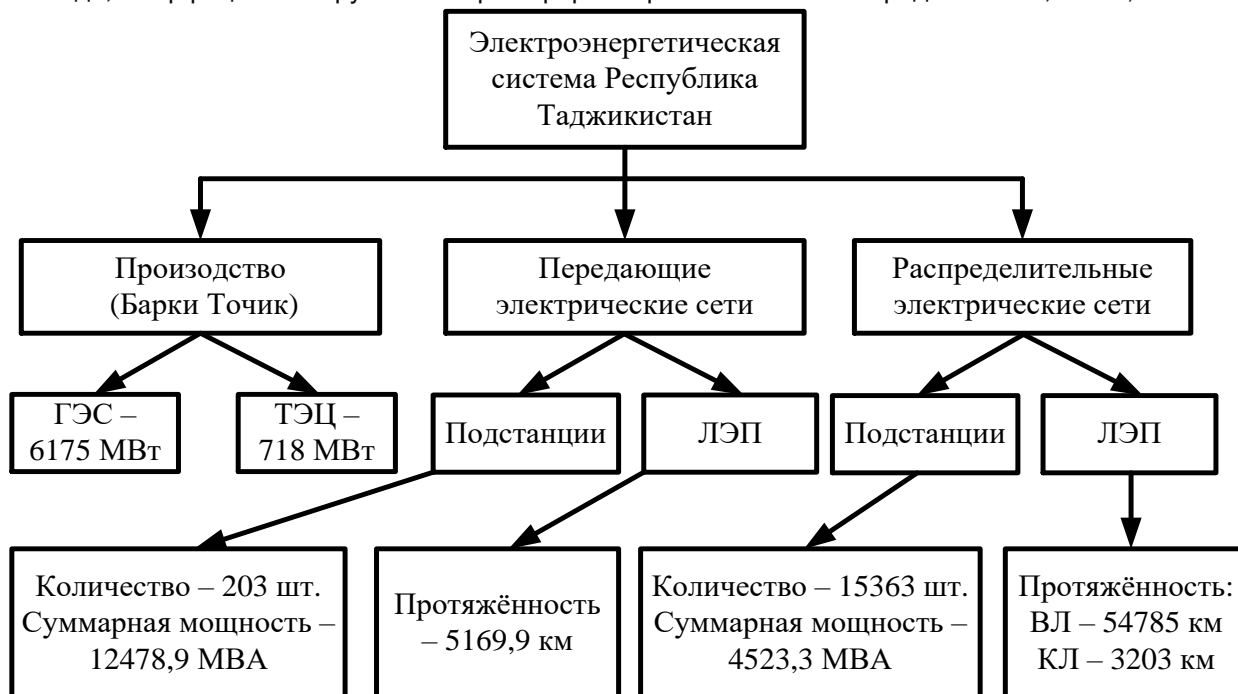 Электроэнергетическая
система Республика
Таджикистан
Произодство
(Барки Точик)
Передающие
электрические сети
Распределительные
электрические сети
ГЭС –
6175 МВт
ТЭЦ –
718 МВт
Подстанции
ЛЭП
Подстанции
ЛЭП
Количество – 203 шт.
Суммарная мощность –
12478,9 МВА
Протяжённость
– 5169,9 км
Количество – 15363 шт.
Суммарная мощность –
4523,3 МВА
Протяжённость:
ВЛ – 54785 км
КЛ – 3203 км